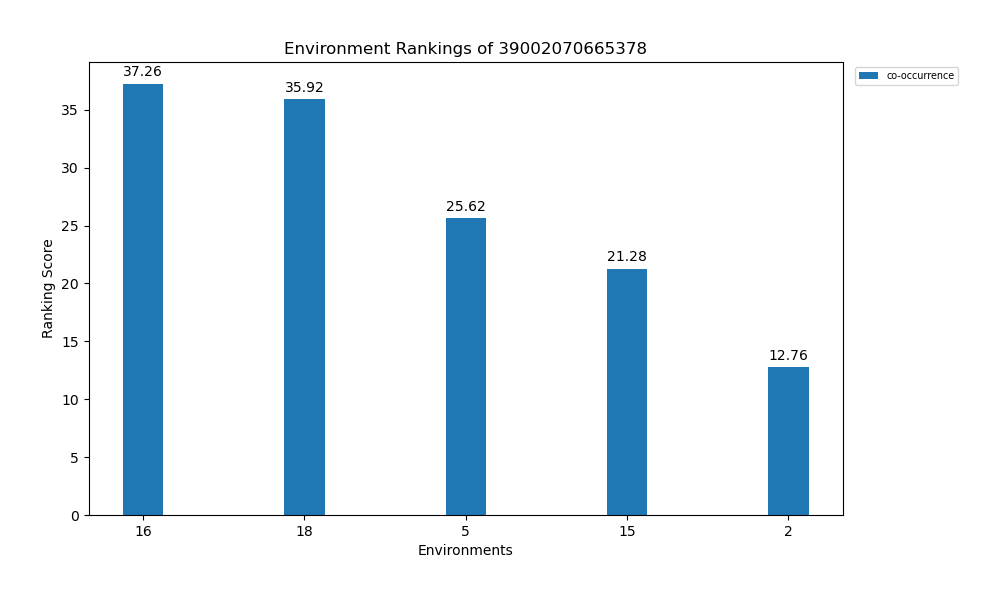 Environment Rankings of 39002070665378
co-occurrence
37.26
35.92
25.62
21.28
12.76
Ranking Score
35
30
25
20
15
10
5
0
16 18 5 15 2
Environments